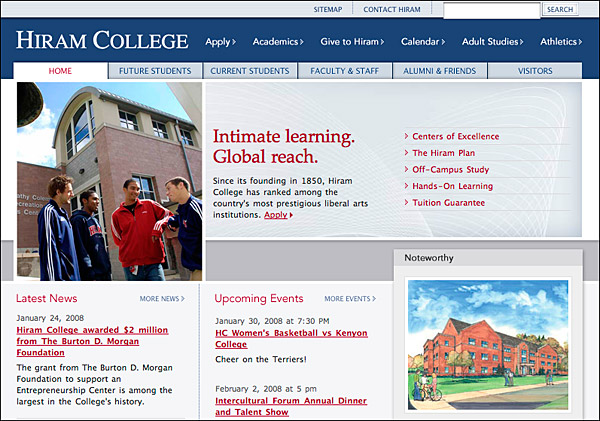 SITEMAP CONTACT HIRAM SEARCH
HIRAM COLLEGE Apply› Academics› Give to Hiram› Calendar› Adult Studies› Athletics›
HOME FUTURE STUDENTS CURRENT STUDENTS FACULTY & STAFF ALUMNI & FRIENDS VISITORS
Intimate learning.
Global reach.
Since its founding in 1850, Hiram
College has ranked among the
country's most prestigious liberal arts
institutions. Apply
› Centers of Excellence
› The Hiram Plan
› Off-Campus Study
› Hands-On Learning
› Tuition Guarantee
Latest News MORE NEWS ›
January 24, 2008
Hiram College awarded $2 million
from The Burton D. Morgan
Foundation
The grant from The Burton D. Morgan
Foundation to support an
Entrepreneurship Center is among the
largest in the College's history.
Upcoming Events MORE EVENTS ›
January 30, 2008 at 7:30 PM
HC Women's Basketball vs Kenyon
College
Cheer on the Terriers!
February 2, 2008 at 5 pm
Intercultural Forum Annual Dinner
and Talent Show
Noteworthy